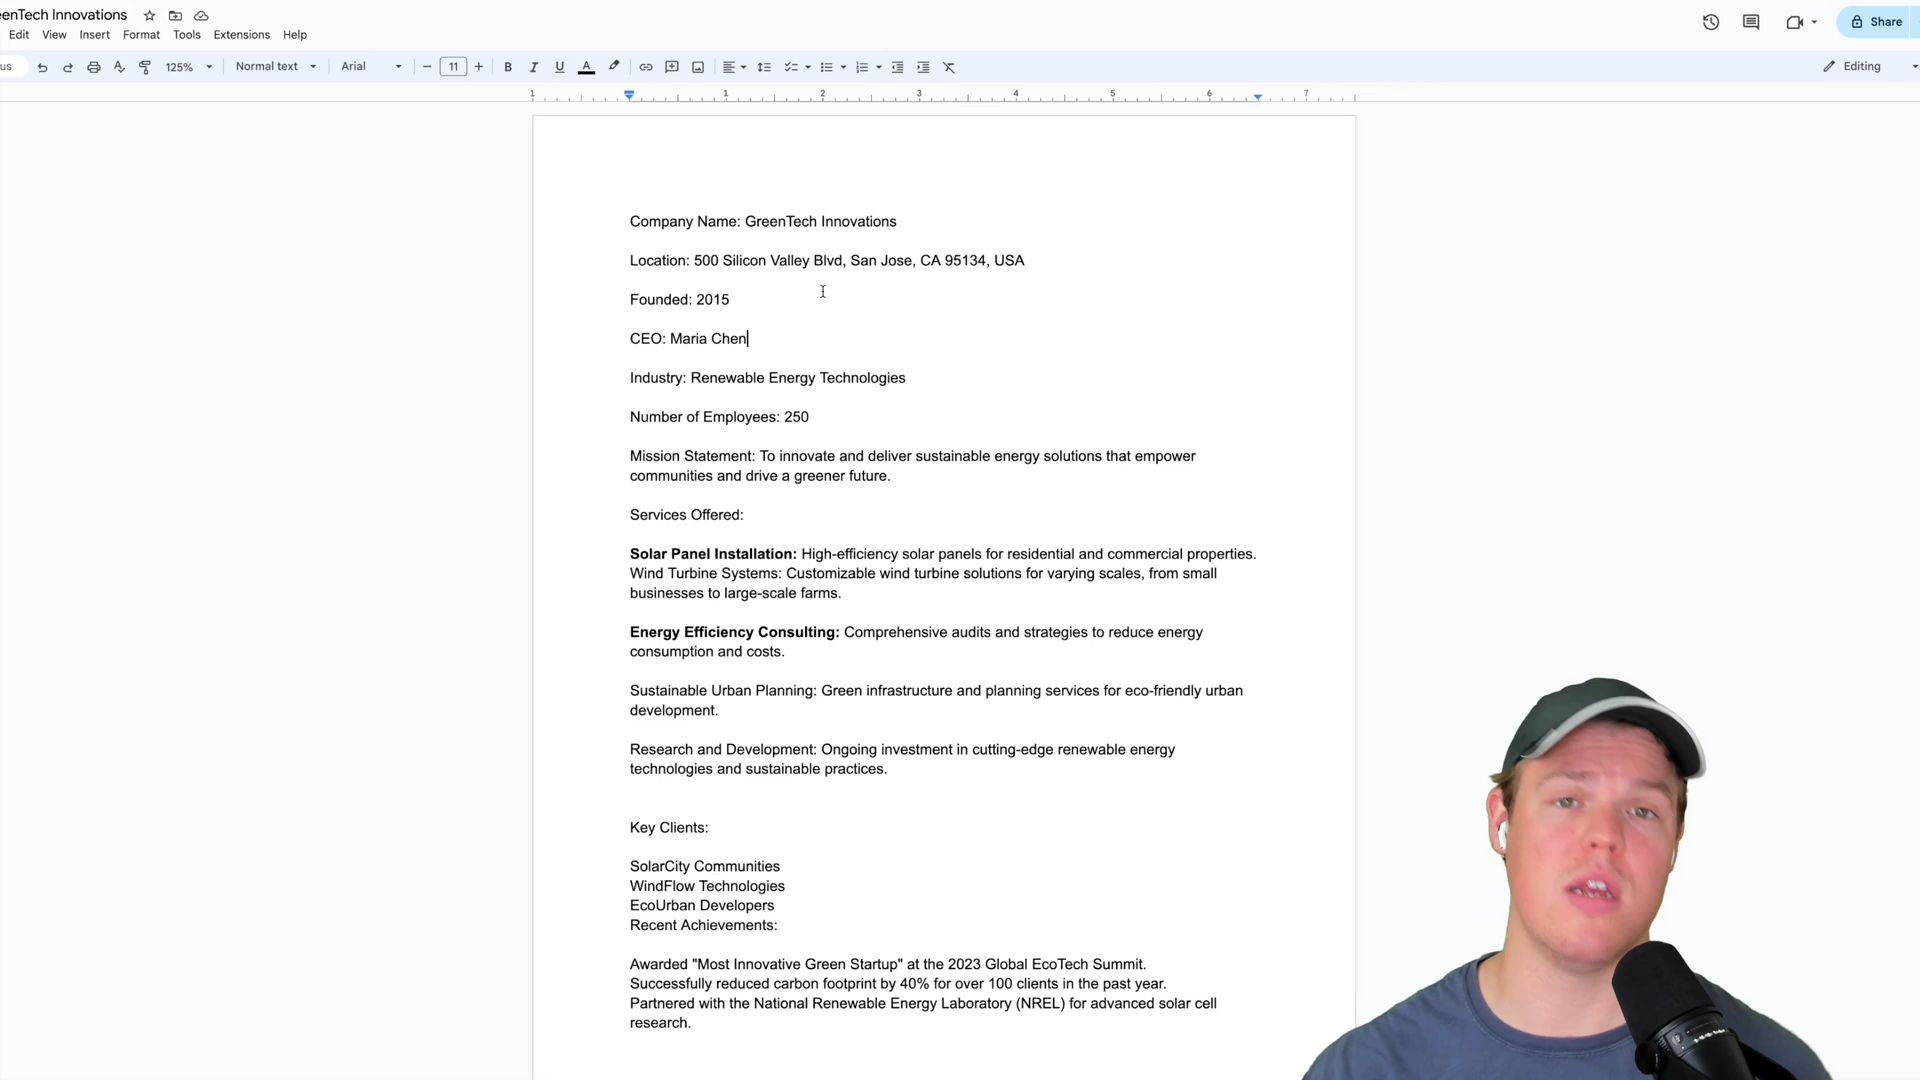 enTech Innovations
Edit View Insert Format Tools Extensions Help
Share
us 125% Normal text Arial 11 B I U A Editing
1 1 2 3 4 5 6 7
Company Name: GreenTech Innovations
Location: 500 Silicon Valley Blvd, San Jose, CA 95134, USA
Founded: 2015
CEO: Maria Chen
Industry: Renewable Energy Technologies
Number of Employees: 250
Mission Statement: To innovate and deliver sustainable energy solutions that empower
communities and drive a greener future.
Services Offered:
Solar Panel Installation: High-efficiency solar panels for residential and commercial properties.
Wind Turbine Systems: Customizable wind turbine solutions for varying scales, from small
businesses to large-scale farms.
Energy Efficiency Consulting: Comprehensive audits and strategies to reduce energy
consumption and costs.
Sustainable Urban Planning: Green infrastructure and planning services for eco-friendly urban
development.
Research and Development: Ongoing investment in cutting-edge renewable energy
technologies and sustainable practices.
Key Clients:
SolarCity Communities
WindFlow Technologies
EcoUrban Developers
Recent Achievements:
Awarded "Most Innovative Green Startup" at the 2023 Global EcoTech Summit.
Successfully reduced carbon footprint by 40% for over 100 clients in the past year.
Partnered with the National Renewable Energy Laboratory (NREL) for advanced solar cell
research.